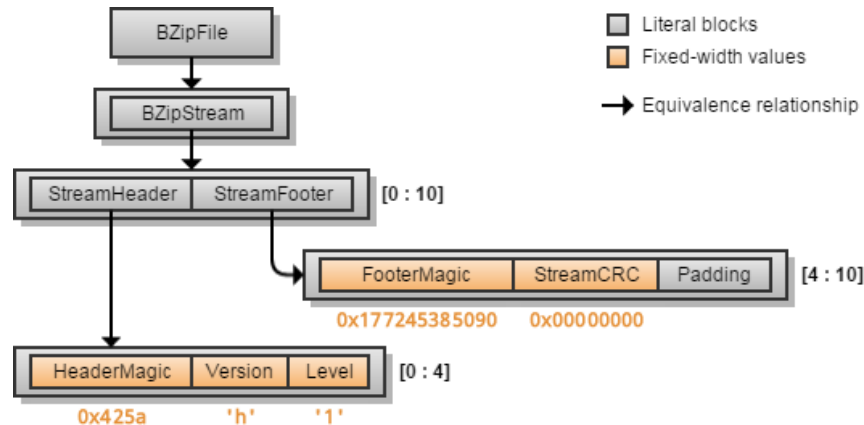 BZipFile
Literal blocks
Fixed-width values
Equivalence relationship
BZipStream
StreamHeader StreamFooter [0 : 10]
FooterMagic StreamCRC Padding [4 : 10]
0x177245385090 0x00000000
HeaderMagic Version Level [0 : 4]
0x425a 'h' '1'